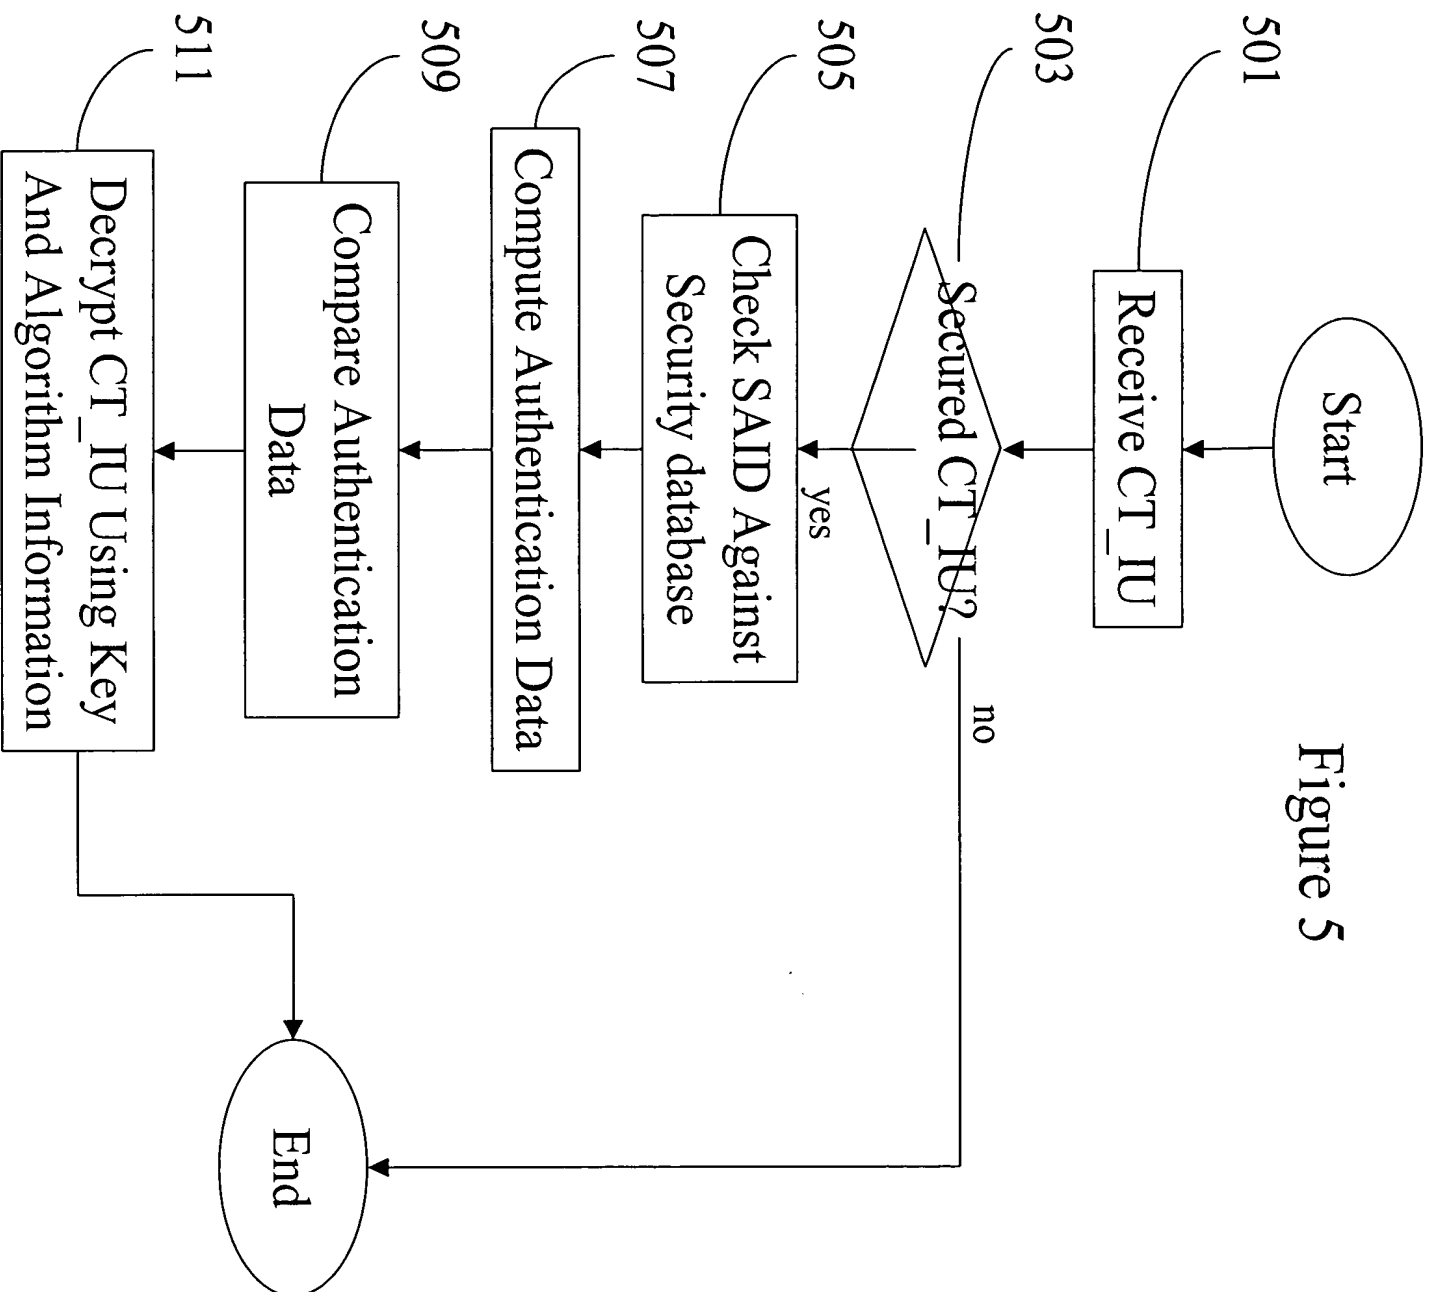 Figure 5
Start
501
Receive CT_IU
503
Secured CT_IU?
no
yes
505
Check SAID Against
Security database
507
Compute Authentication Data
509
Compare Authentication
Data
511
Decrypt CT_IU Using Key
And Algorithm Information
End